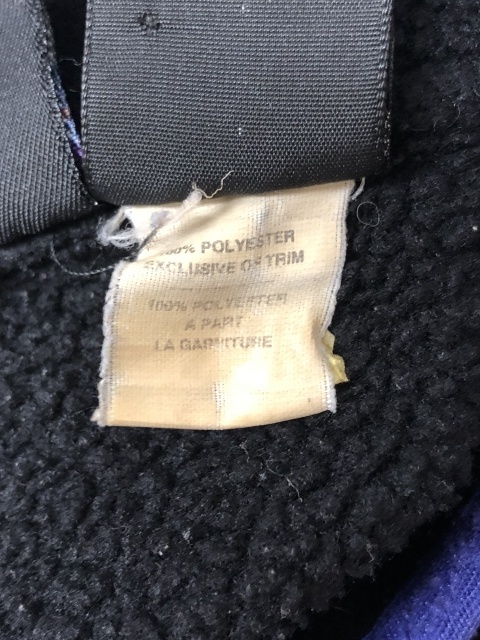 100% POLYESTER
EXCLUSIVE OF TRIM
100% POLYESTER
A PART
LA GARNITURE